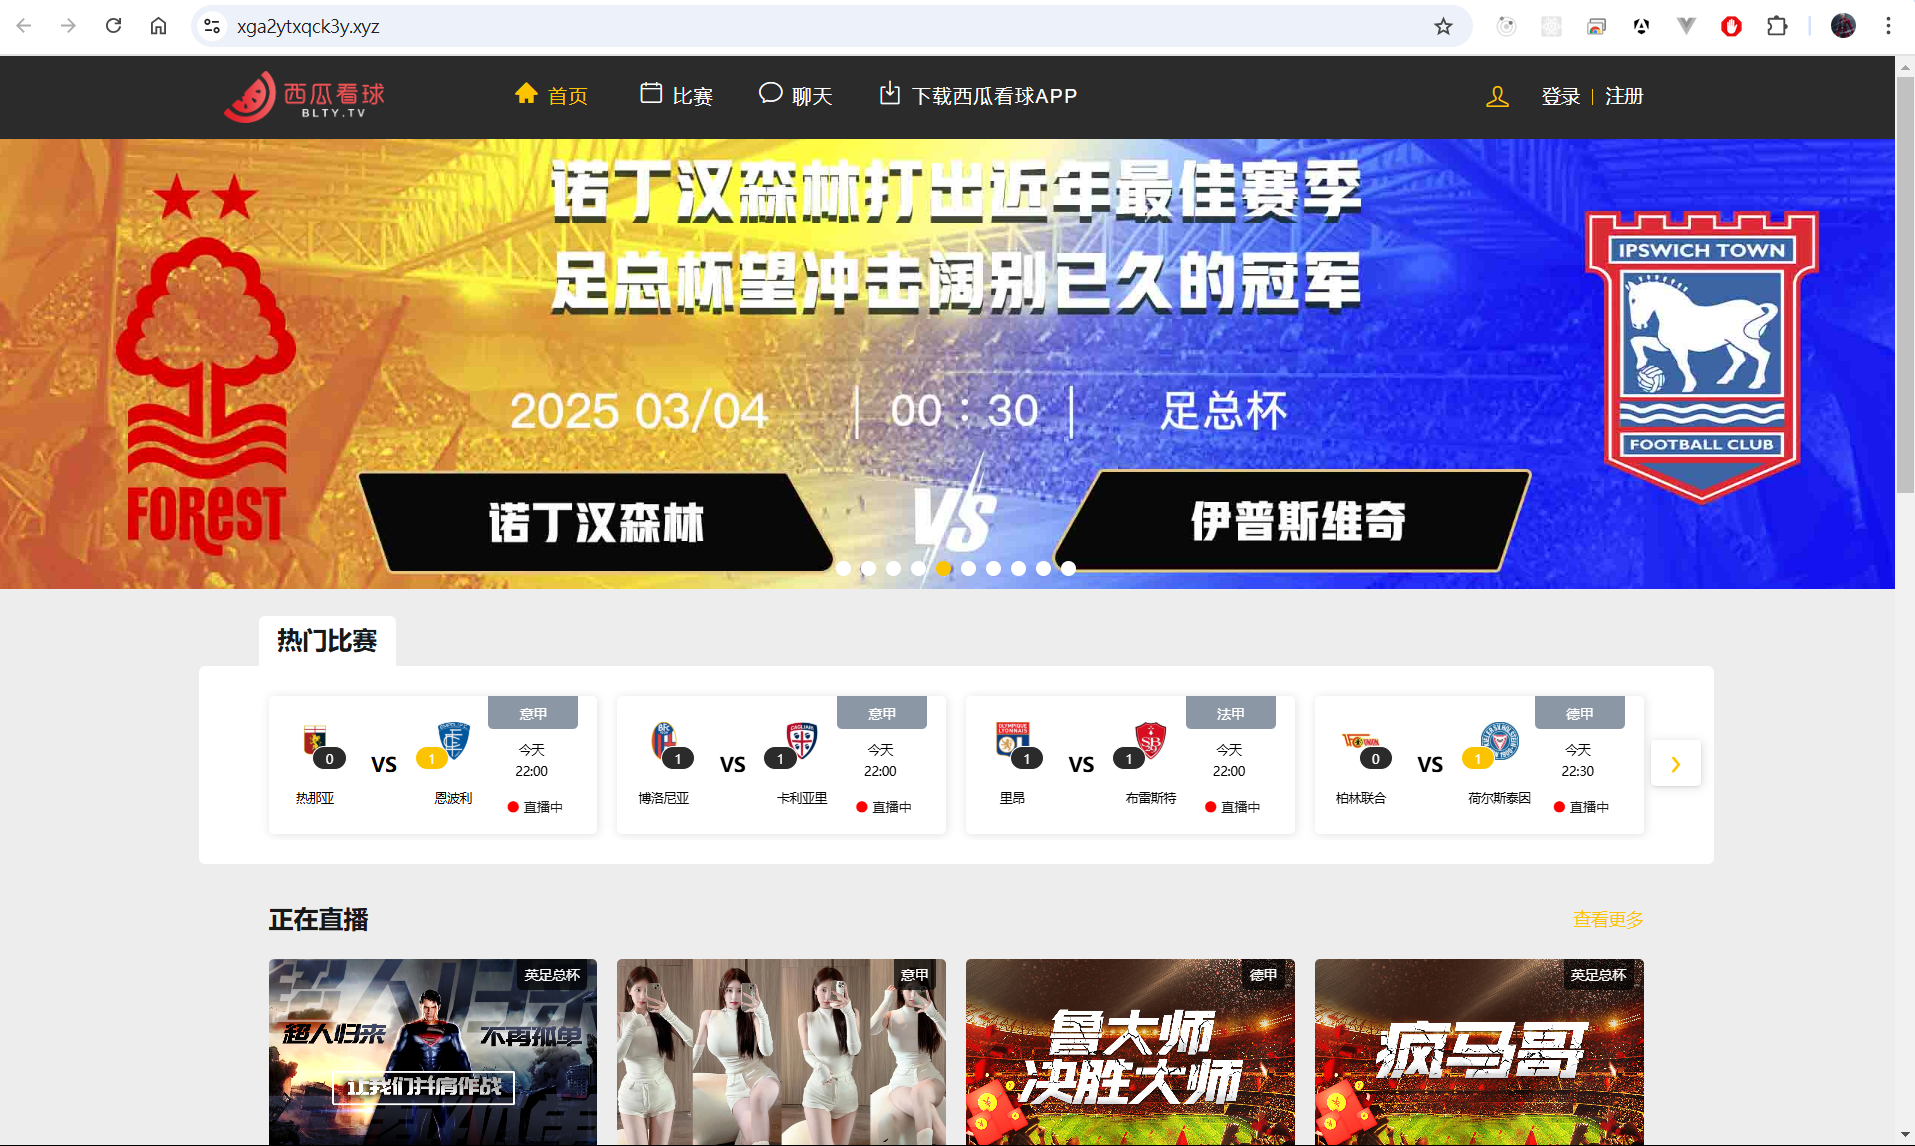 xga2ytxqck3y.xyz
西瓜看球
BLTY.TV
首页
比赛
聊天
下载西瓜看球APP
登录 | 注册
诺丁汉森林打出近年最佳赛季
足总杯望冲击阔别已久的冠军
2025 03/04 | 00：30 | 足总杯
FOREST
IPSWICH TOWN
FOOTBALL CLUB
诺丁汉森林
VS
伊普斯维奇
热门比赛
意甲
0 VS 1
今天
22:00
热那亚
恩波利
直播中
意甲
1 VS 1
今天
22:00
博洛尼亚
卡利亚里
直播中
法甲
1 VS 1
今天
22:00
里昂
布雷斯特
直播中
德甲
0 VS 1
今天
22:30
柏林联合
荷尔斯泰因
直播中
正在直播
查看更多
英足总杯
超人归来
不再孤单
让我们并肩作战
意甲
德甲
鲁大师
决胜大师
英足总杯
疯马哥